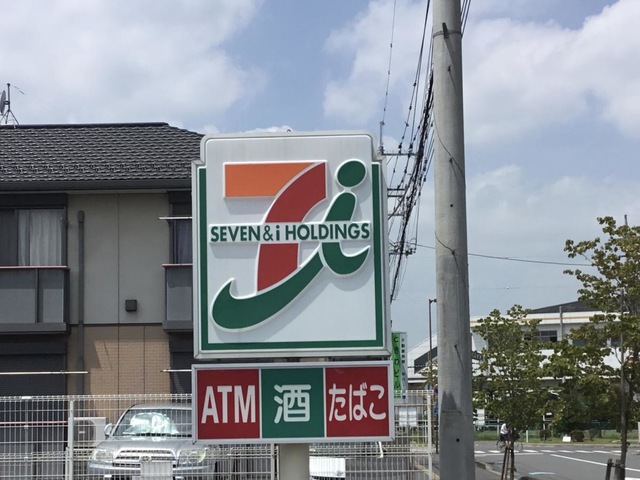 SEVEN & i HOLDINGS
ATM 酒 たばこ